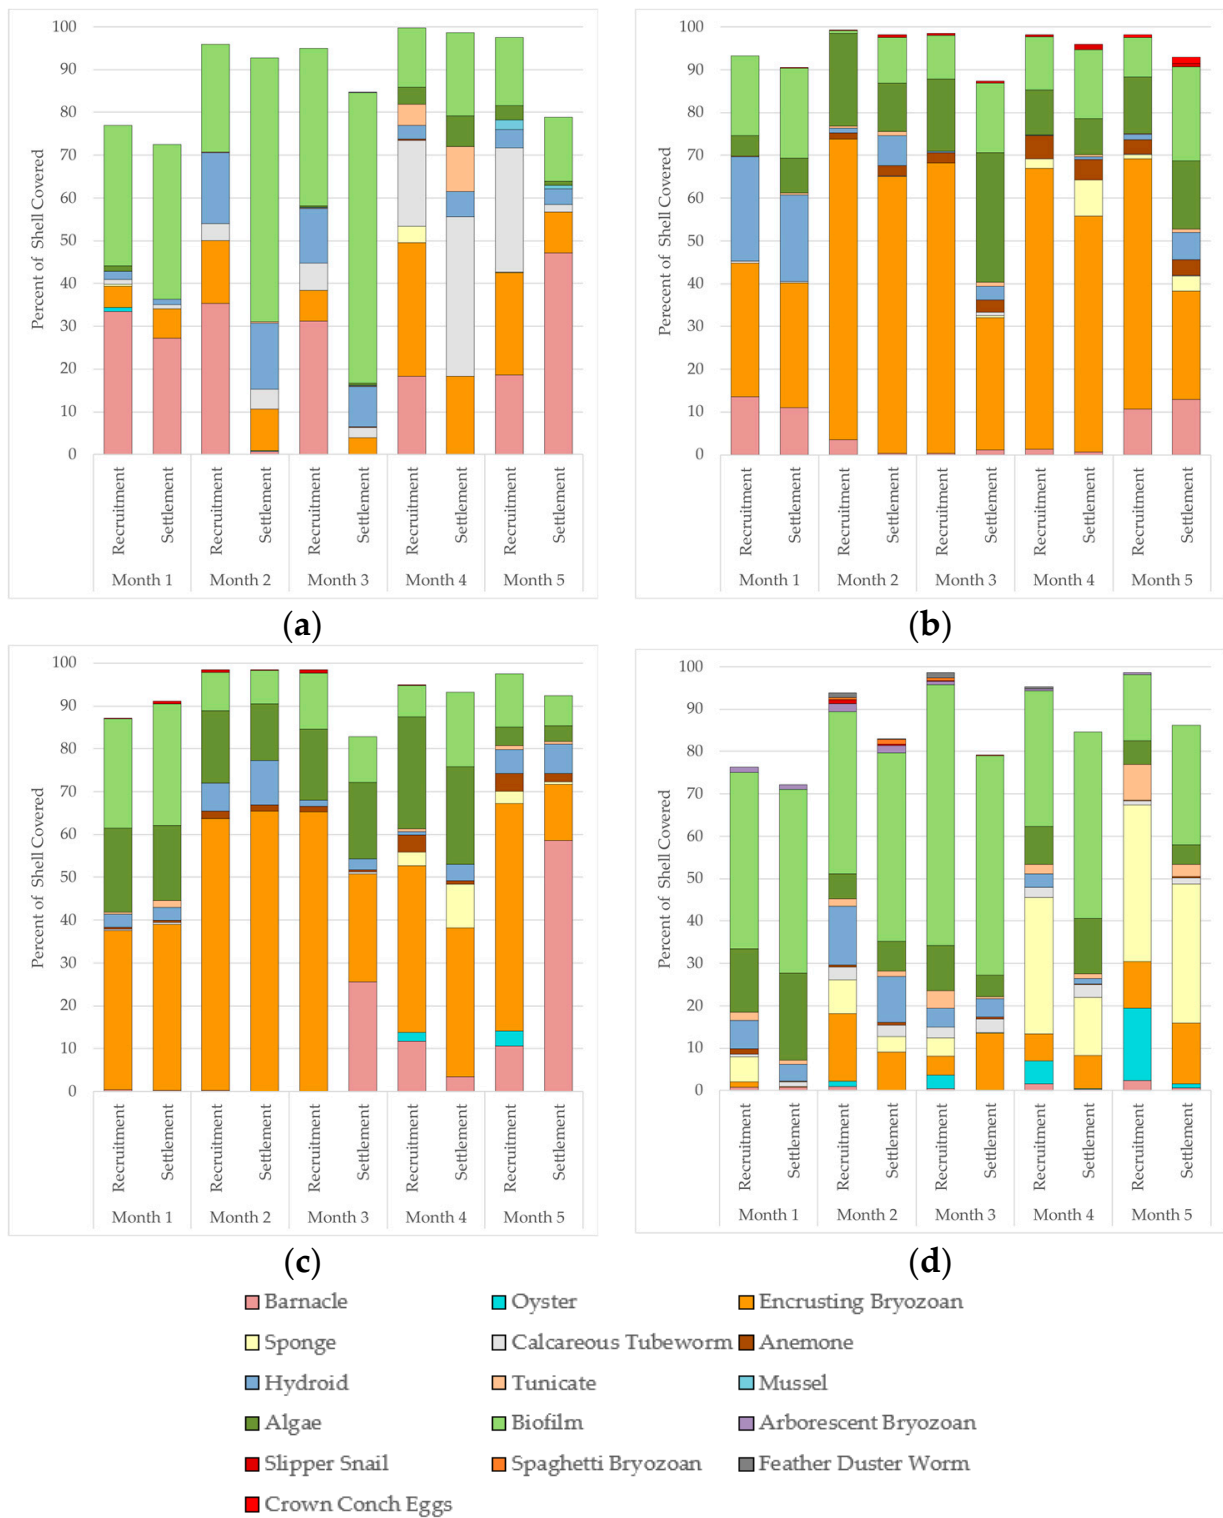 Percent of Shell Covered
100
90
80
70
60
50
40
30
20
10
0
Recruitment Settlement Recruitment Settlement Recruitment Settlement Recruitment Settlement Recruitment Settlement
Month 1 Month 2 Month 3 Month 4 Month 5
(a)
Perecent of Shell Covered
100
90
80
70
60
50
40
30
20
10
0
Recruitment Settlement Recruitment Settlement Recruitment Settlement Recruitment Settlement Recruitment Settlement
Month 1 Month 2 Month 3 Month 4 Month 5
(b)
Percent of Shell Covered
100
90
80
70
60
50
40
30
20
10
0
Recruitment Settlement Recruitment Settlement Recruitment Settlement Recruitment Settlement Recruitment Settlement
Month 1 Month 2 Month 3 Month 4 Month 5
(c)
Percent of Shell Covered
100
90
80
70
60
50
40
30
20
10
0
Recruitment Settlement Recruitment Settlement Recruitment Settlement Recruitment Settlement Recruitment Settlement
Month 1 Month 2 Month 3 Month 4 Month 5
(d)
Barnacle Oyster Encrusting Bryozoan
Sponge Calcareous Tubeworm Anemone
Hydroid Tunicate Mussel
Algae Biofilm Arborescent Bryozoan
Slipper Snail Spaghetti Bryozoan Feather Duster Worm
Crown Conch Eggs